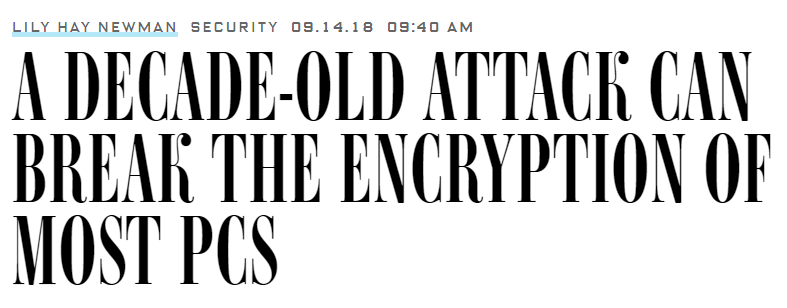 LILY HAY NEWMAN SECURITY 09.14.18 09:40 AM
A DECADE-OLD ATTACK CAN
BREAK THE ENCRYPTION OF
MOST PCS